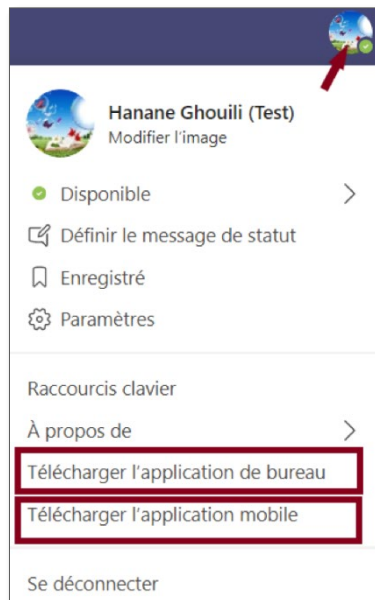 Hanane Ghouili (Test)
Modifier l'image
Disponible
Définir le message de statut
Enregistré
Paramètres
Raccourcis clavier
À propos de
Télécharger l'application de bureau
Télécharger l'application mobile
Se déconnecter